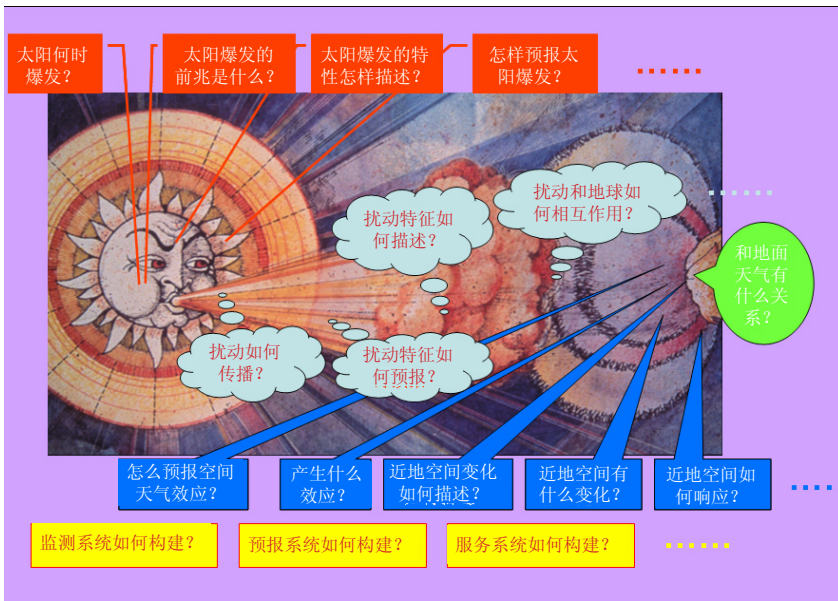 太阳何时
爆发？
太阳爆发的
前兆是什么？
太阳爆发的特
性怎样描述？
怎样预报太
阳爆发？
......
扰动特征如
何描述？
扰动和地球如
何相互作用？
......
和地面
天气有
什么关
系？
扰动如何
传播？
扰动特征如
何预报？
怎么预报空间
天气效应？
产生什么
效应？
近地空间变化
如何描述？
近地空间有
什么变化？
近地空间如
何响应？
....
监测系统如何构建？
预报系统如何构建？
服务系统如何构建？
......